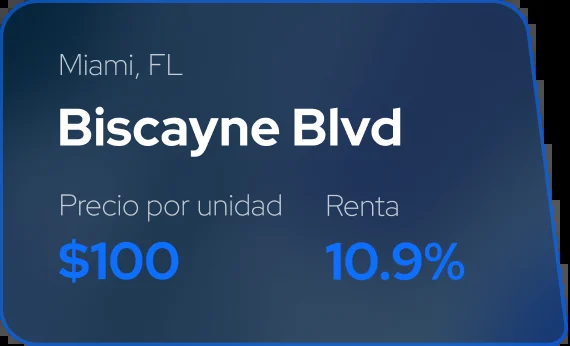 Miami, FL
Biscayne Blvd
Precio por unidad Renta
$100 10.9%